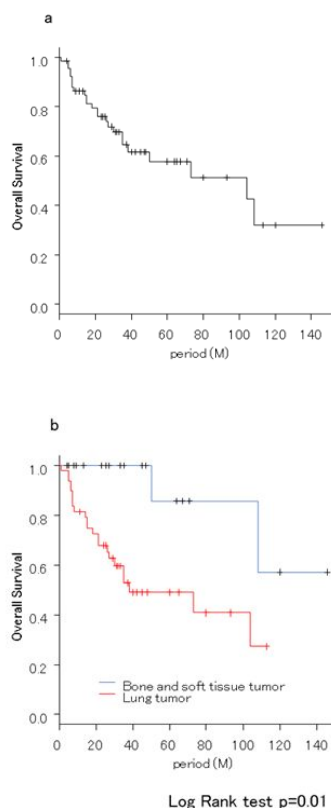 a
1.0
0.8
0.6
0.4
0.2
0.0
Overall Survival
0 20 40 60 80 100 120 140
period (M)
b
1.0
0.8
0.6
0.4
0.2
0.0
Overall Survival
Bone and soft tissue tumor
Lung tumor
0 20 40 60 80 100 120 140
period (M)
Log Rank test p=0.01